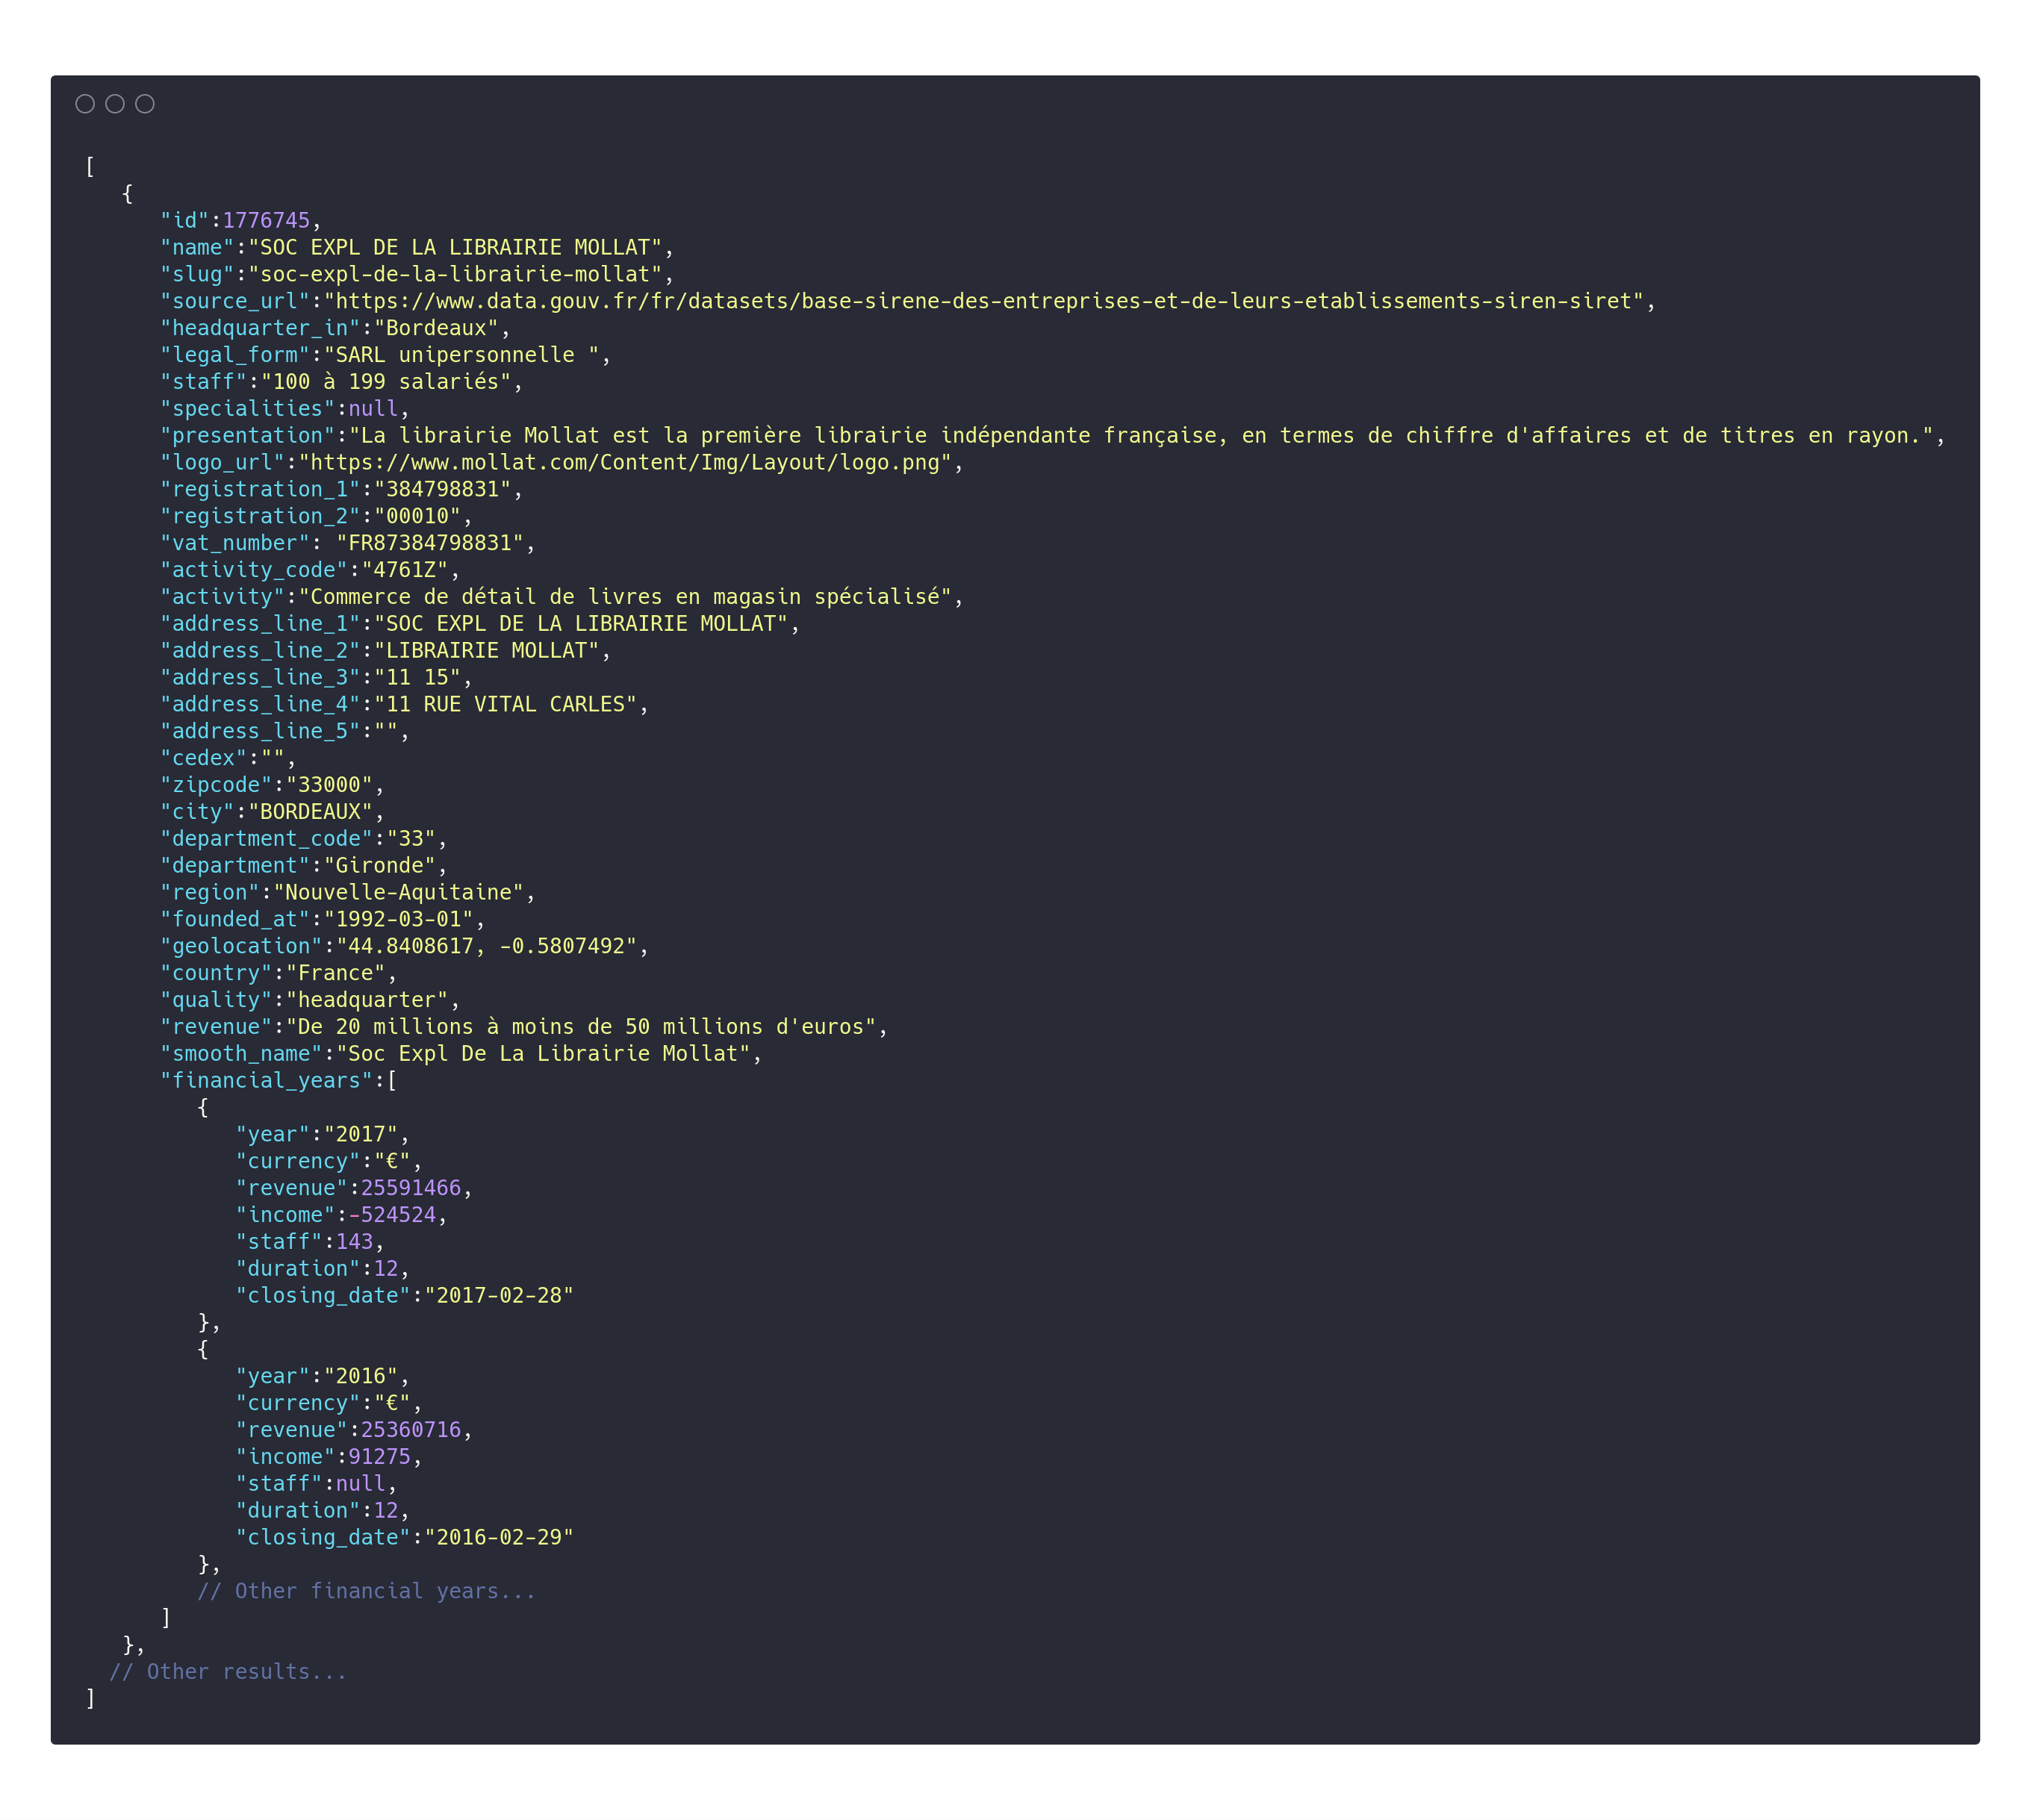 [
{
"id":1776745,
"name":"SOC EXPL DE LA LIBRAIRIE MOLLAT",
"slug":"soc-expl-de-la-librairie-mollat",
"source_url":"https://www.data.gouv.fr/fr/datasets/base-sirene-des-entreprises-et-de-leurs-etablissements-siren-siret",
"headquarter_in":"Bordeaux",
"legal_form":"SARL unipersonnelle ",
"staff":"100 à 199 salariés",
"specialities":null,
"presentation":"La librairie Mollat est la première librairie indépendante française, en termes de chiffre d'affaires et de titres en rayon.",
"logo_url":"https://www.mollat.com/Content/Img/Layout/logo.png",
"registration_1":"384798831",
"registration_2":"00010",
"vat_number": "FR87384798831",
"activity_code":"4761Z",
"activity":"Commerce de détail de livres en magasin spécialisé",
"address_line_1":"SOC EXPL DE LA LIBRAIRIE MOLLAT",
"address_line_2":"LIBRAIRIE MOLLAT",
"address_line_3":"11 15",
"address_line_4":"11 RUE VITAL CARLES",
"address_line_5":"",
"cedex":"",
"zipcode":"33000",
"city":"BORDEAUX",
"department_code":"33",
"department":"Gironde",
"region":"Nouvelle-Aquitaine",
"founded_at":"1992-03-01",
"geolocation":"44.8408617, -0.5807492",
"country":"France",
"quality":"headquarter",
"revenue":"De 20 millions à moins de 50 millions d'euros",
"smooth_name":"Soc Expl De La Librairie Mollat",
"financial_years":[
{
"year":"2017",
"currency":"€",
"revenue":25591466,
"income":-524524,
"staff":143,
"duration":12,
"closing_date":"2017-02-28"
},
{
"year":"2016",
"currency":"€",
"revenue":25360716,
"income":91275,
"staff":null,
"duration":12,
"closing_date":"2016-02-29"
},
// Other financial years...
]
},
// Other results...
]